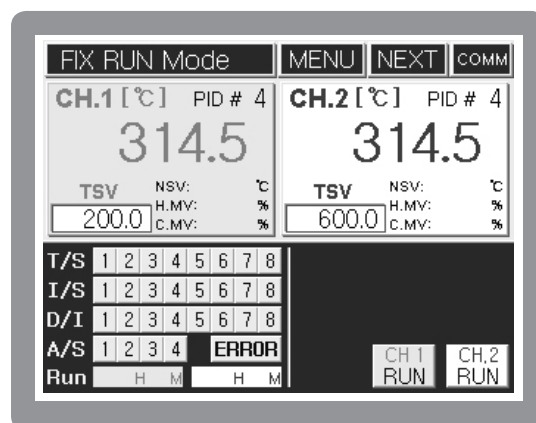 FIX RUN Mode MENU NEXT COMM
CH.1 [℃] PID # 4 CH.2 [℃] PID # 4
314.5 314.5
TSV NSV: ℃ TSV NSV: ℃
200.0 H.MV: % 600.0 H.MV: %
C.MV: % C.MV: %
T/S 1 2 3 4 5 6 7 8
I/S 1 2 3 4 5 6 7 8
D/I 1 2 3 4 5 6 7 8
A/S 1 2 3 4 ERROR CH 1 CH.2
Run H M H M RUN RUN